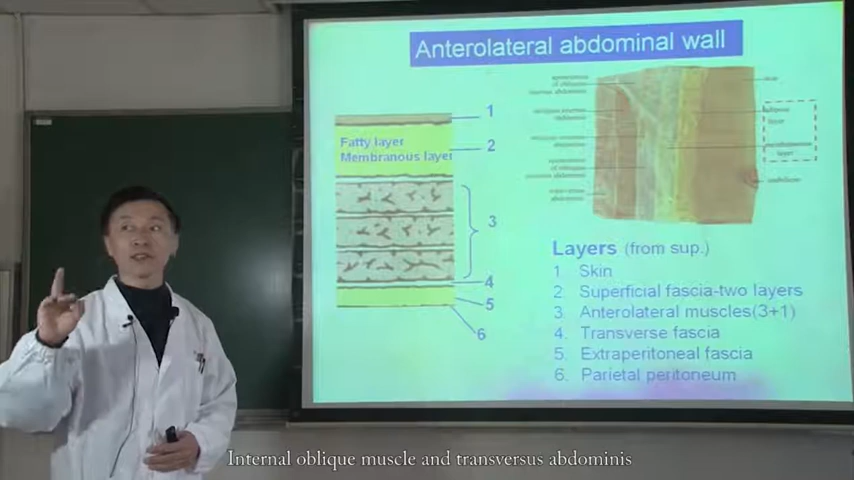 Anterolateral abdominal wall
Fatty layer
Membranous layer
1
2
3
4
5
6
Layers (from sup.)
1 Skin
2 Superficial fascia-two layers
3 Anterolateral muscles(3+1)
4. Transverse fascia
5. Extraperitoneal fascia
6. Parietal peritoneum
Internal oblique muscle and transversus abdominis